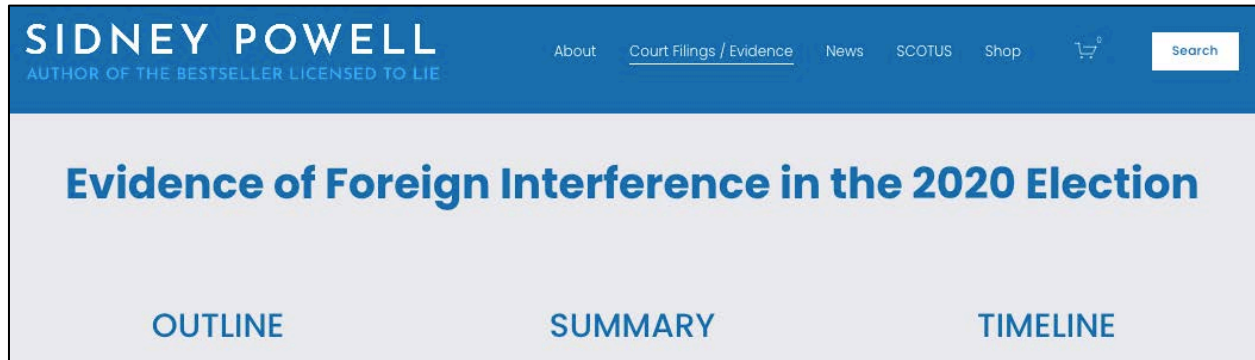 SIDNEY POWELL
AUTHOR OF THE BESTSELLER LICENSED TO LIE
About Court Filings / Evidence News SCOTUS Shop 0 Search
Evidence of Foreign Interference in the 2020 Election
OUTLINE SUMMARY TIMELINE